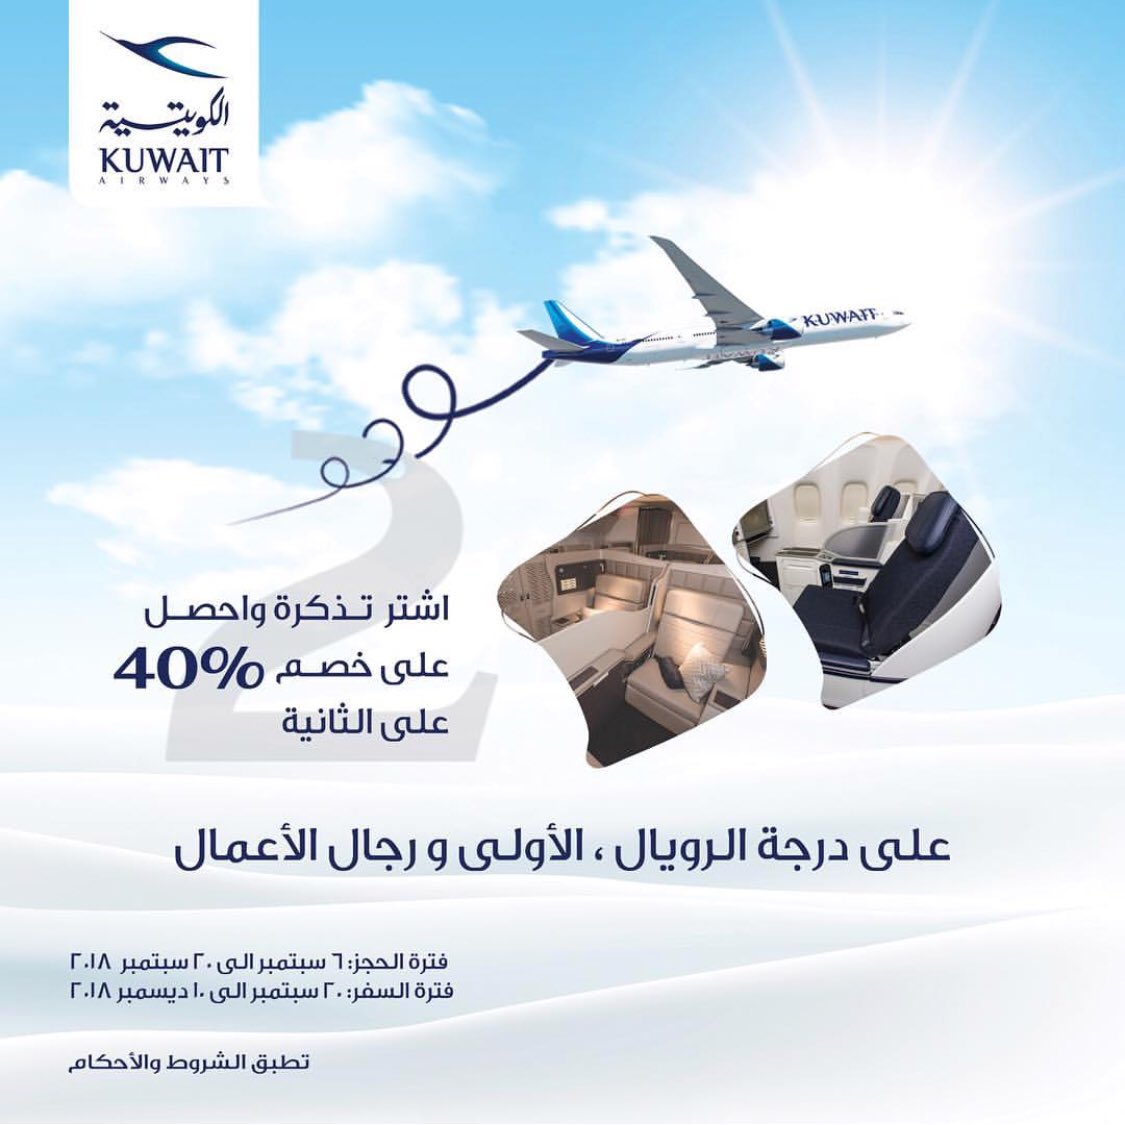 الكويتية
KUWAIT
AIRWAYS
KUWAIT
2
اشتر تذكرة واحصل
على خصم 40%
على الثانية
على درجة الرويال ، الأولى و رجال الأعمال
فترة الحجز: ٦ سبتمبر الى ٢٠ سبتمبر ٢٠١٨
فترة السفر: ٢٠ سبتمبر الى ١٠ ديسمبر ٢٠١٨
تطبق الشروط والأحكام